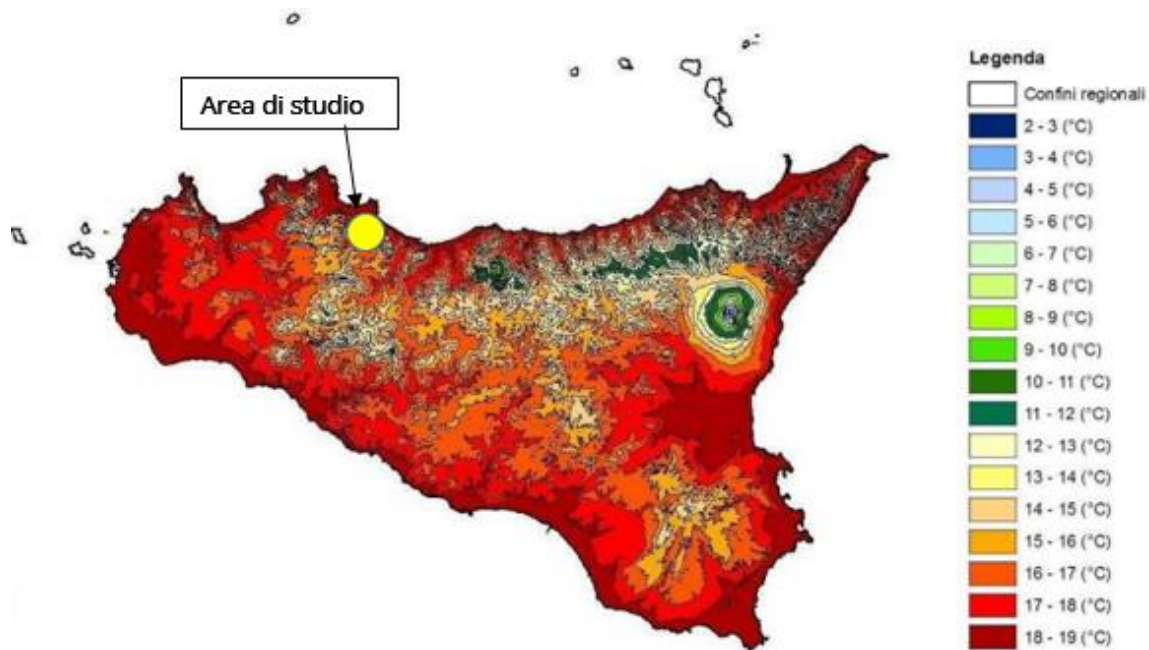 Area di studio
Legenda
Confini regionali
2 - 3 (°C)
3 - 4 (°C)
4 - 5 (°C)
5 - 6 (°C)
6 - 7 (°C)
7 - 8 (°C)
8 - 9 (°C)
9 - 10 (°C)
10 - 11 (°C)
11 - 12 (°C)
12 - 13 (°C)
13 - 14 (°C)
14 - 15 (°C)
15 - 16 (°C)
16 - 17 (°C)
17 - 18 (°C)
18 - 19 (°C)